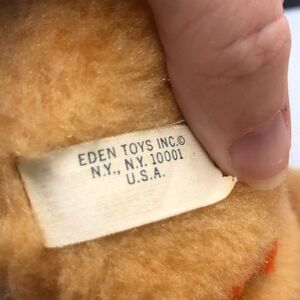 EDEN TOYS INC.©
N.Y., N.Y. 10001
U.S.A.